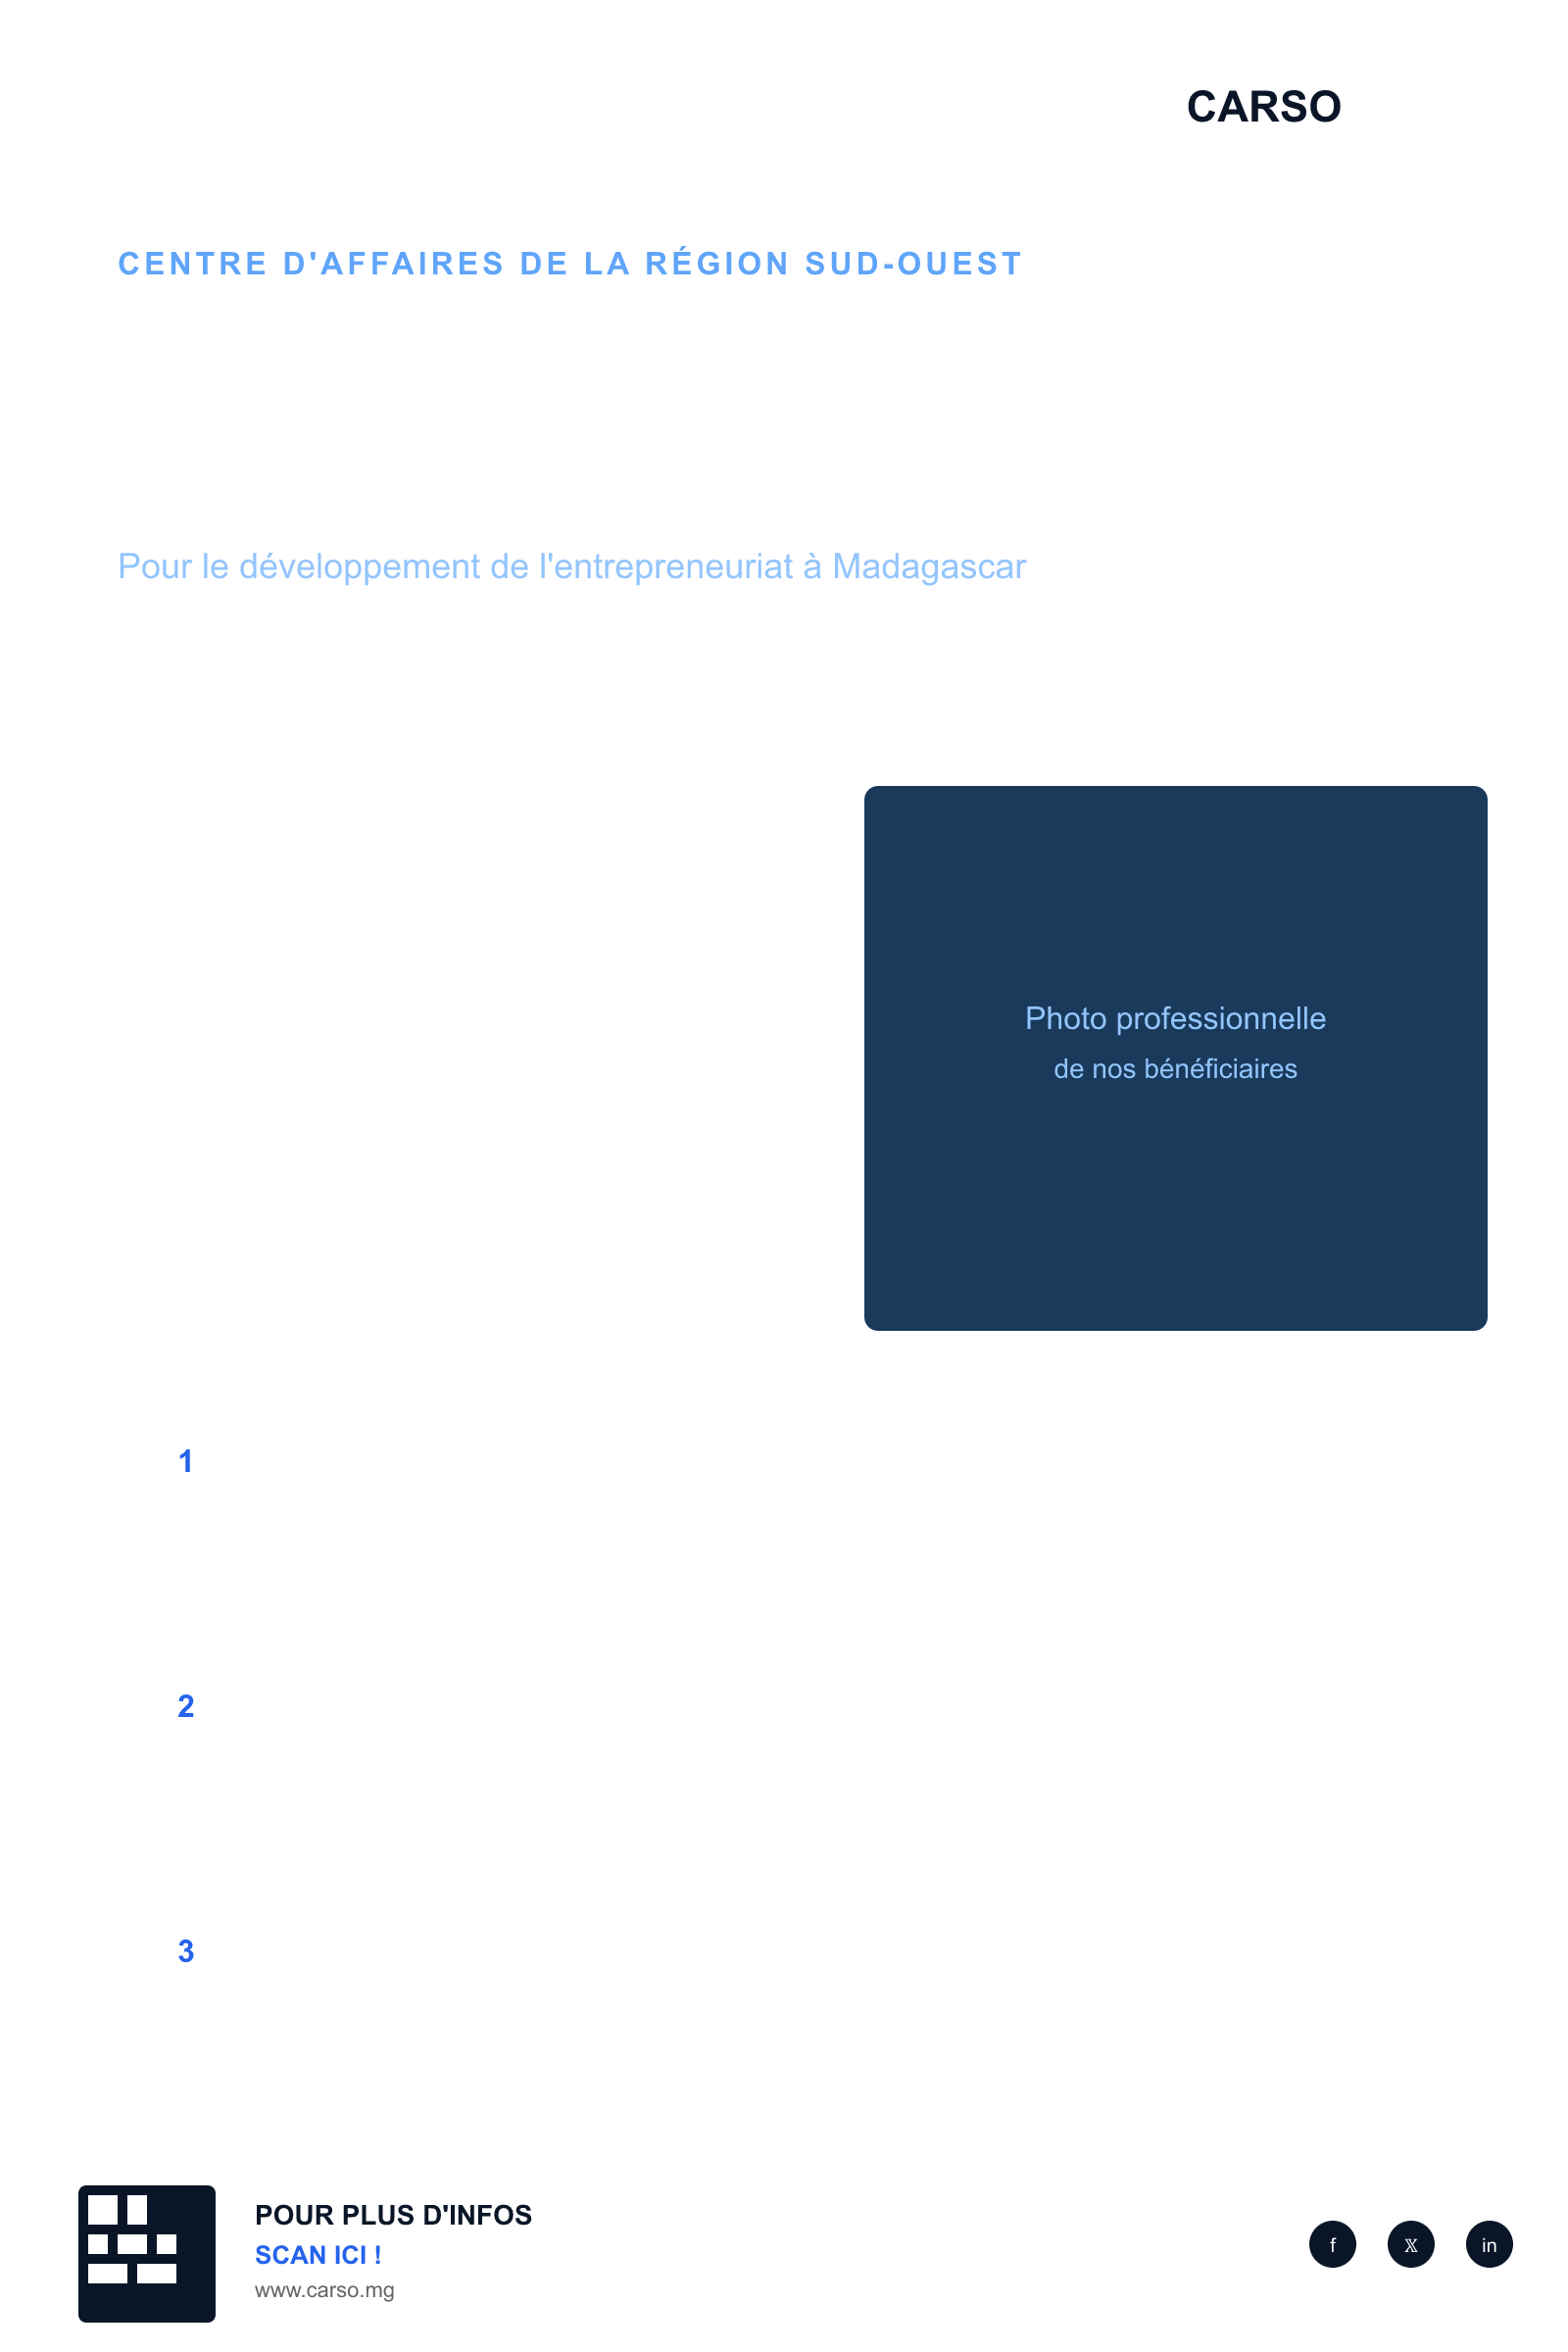 CARSO
CENTRE D'AFFAIRES DE LA RÉGION SUD-OUEST
Pour le développement de l'entrepreneuriat à Madagascar
Photo professionnelle
de nos bénéficiaires
1
2
3
POUR PLUS D'INFOS
SCAN ICI !
www.carso.mg
f
𝕏
in